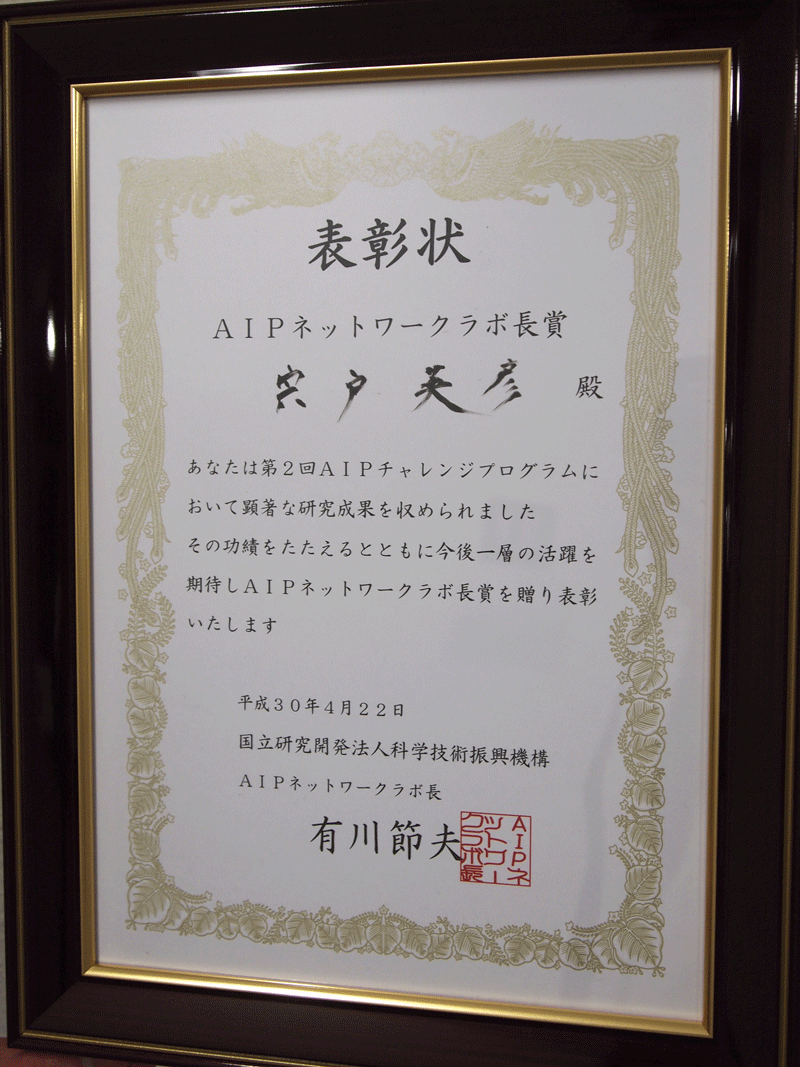 表彰状
AIPネットワークラボ長賞
宍戸 英彦 殿
あなたは第2回AIPチャレンジプログラムに
おいて顕著な研究成果を収められました
その功績をたたえるとともに今後一層の活躍を
期待しAIPネットワークラボ長賞を贈り表彰
いたします
平成30年4月22日
国立研究開発法人科学技術振興機構
AIPネットワークラボ長
有川節夫
AIPネ
ットワー
クラボ長